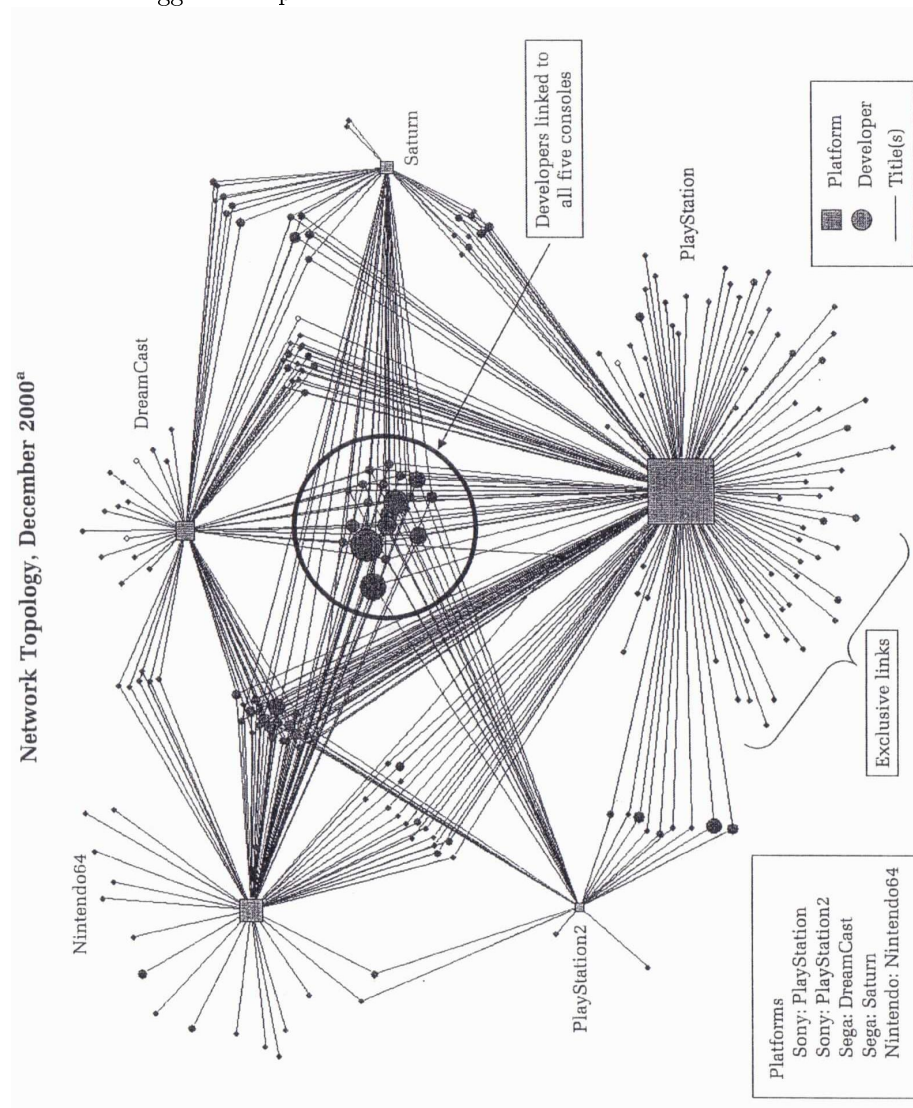 Network Topology, December 2000a
DreamCast
Saturn
Nintendo64
PlayStation2
PlayStation
Developers linked to
all five consoles
Exclusive links
Platform
Developer
Title(s)
Platforms
Sony: PlayStation
Sony: PlayStation2
Sega: DreamCast
Sega: Saturn
Nintendo: Nintendo64